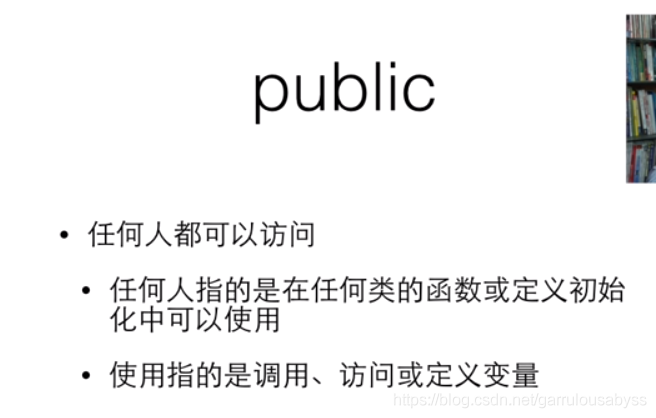 public
• 任何人都可以访问
• 任何人指的是在任何类的函数或定义初始
化中可以使用
• 使用指的是调用、访问或定义变量
https://blog.csdn.net/garrulousabyss